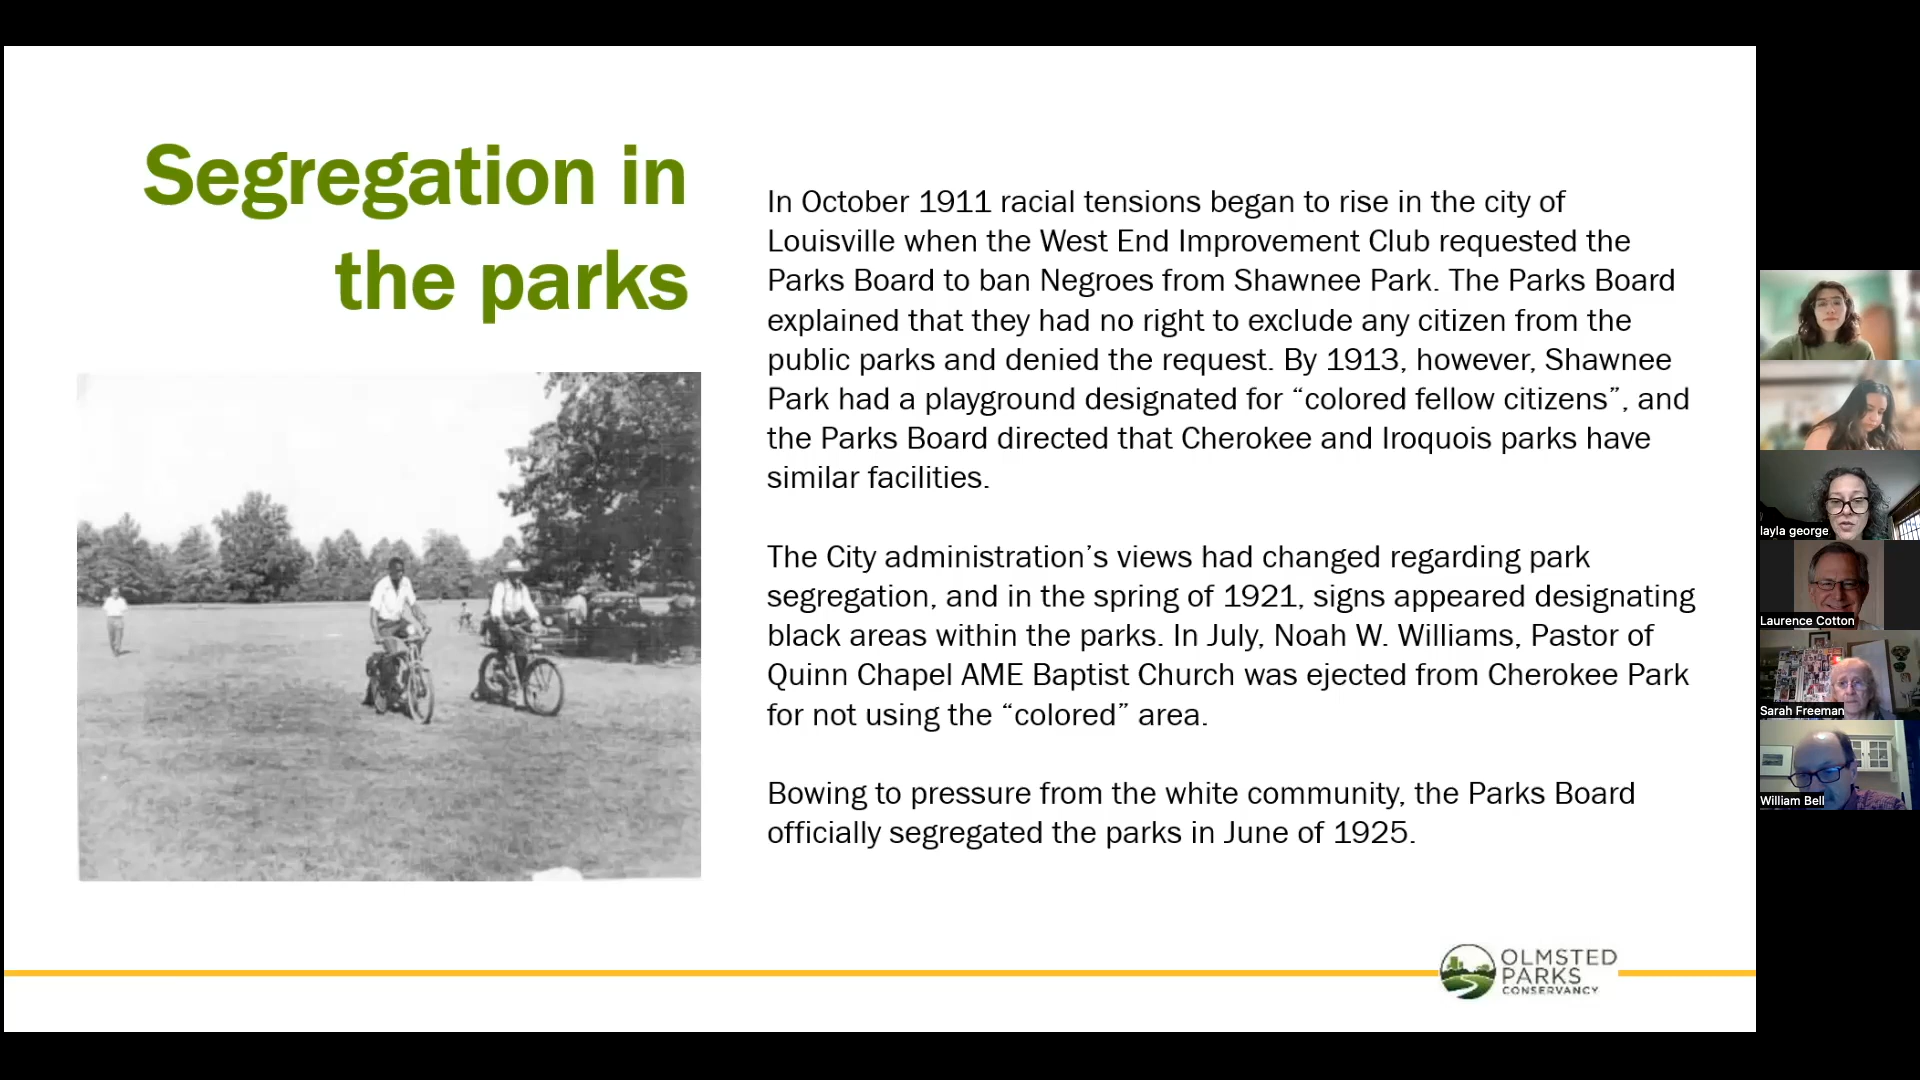 Segregation in
the parks
In October 1911 racial tensions began to rise in the city of
Louisville when the West End Improvement Club requested the
Parks Board to ban Negroes from Shawnee Park. The Parks Board
explained that they had no right to exclude any citizen from the
public parks and denied the request. By 1913, however, Shawnee
Park had a playground designated for “colored fellow citizens”, and
the Parks Board directed that Cherokee and Iroquois parks have
similar facilities.
The City administration’s views had changed regarding park
segregation, and in the spring of 1921, signs appeared designating
black areas within the parks. In July, Noah W. Williams, Pastor of
Quinn Chapel AME Baptist Church was ejected from Cherokee Park
for not using the “colored” area.
Bowing to pressure from the white community, the Parks Board
officially segregated the parks in June of 1925.
OLMSTED
PARKS
CONSERVANCY
layla george
Laurence Cotton
Sarah Freeman
William Bell